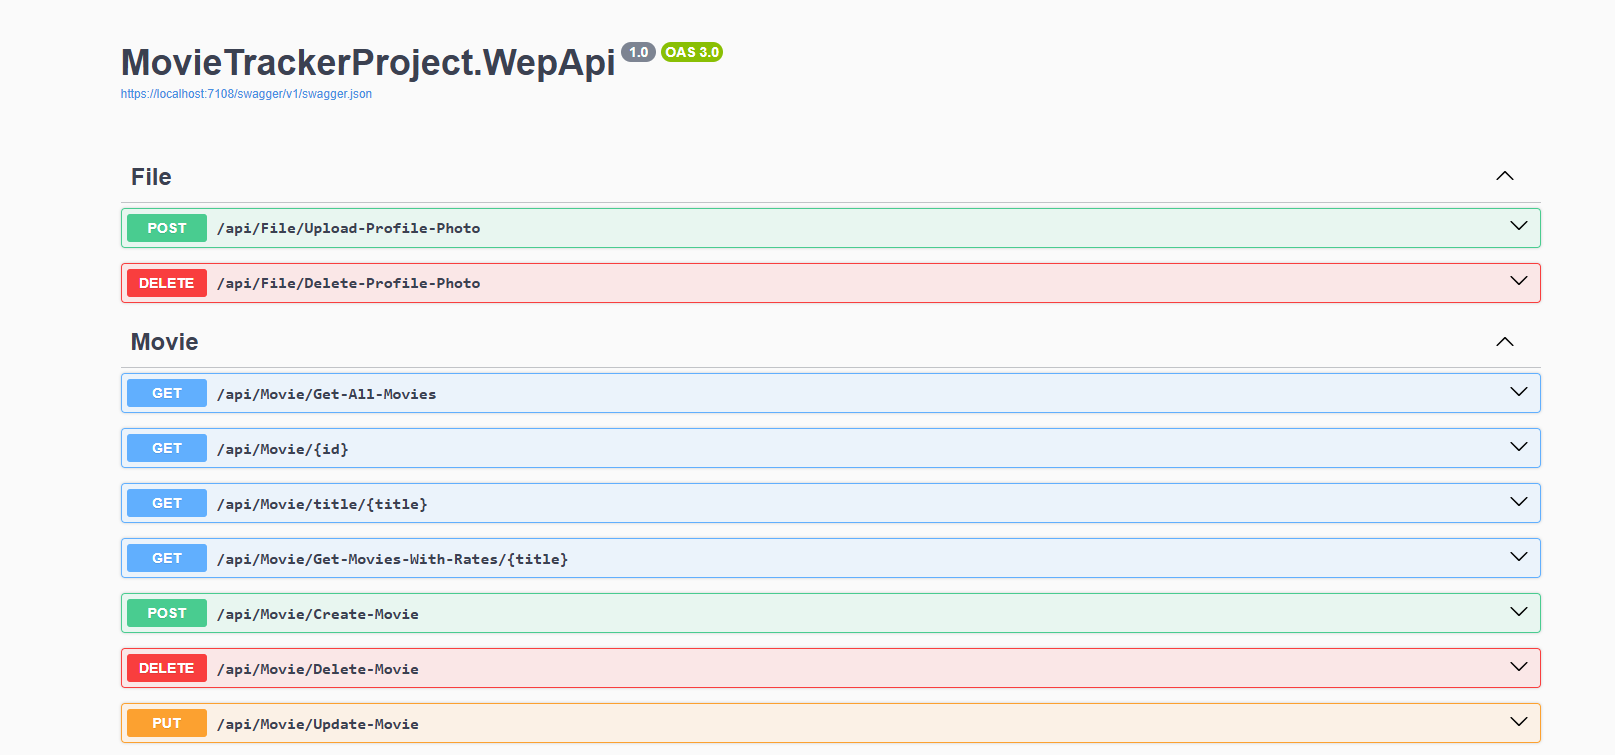 MovieTrackerProject.WepApi 1.0 OAS 3.0
https://localhost:7108/swagger/v1/swagger.json
File
POST /api/File/Upload-Profile-Photo
DELETE /api/File/Delete-Profile-Photo
Movie
GET /api/Movie/Get-All-Movies
GET /api/Movie/{id}
GET /api/Movie/title/{title}
GET /api/Movie/Get-Movies-With-Rates/{title}
POST /api/Movie/Create-Movie
DELETE /api/Movie/Delete-Movie
PUT /api/Movie/Update-Movie